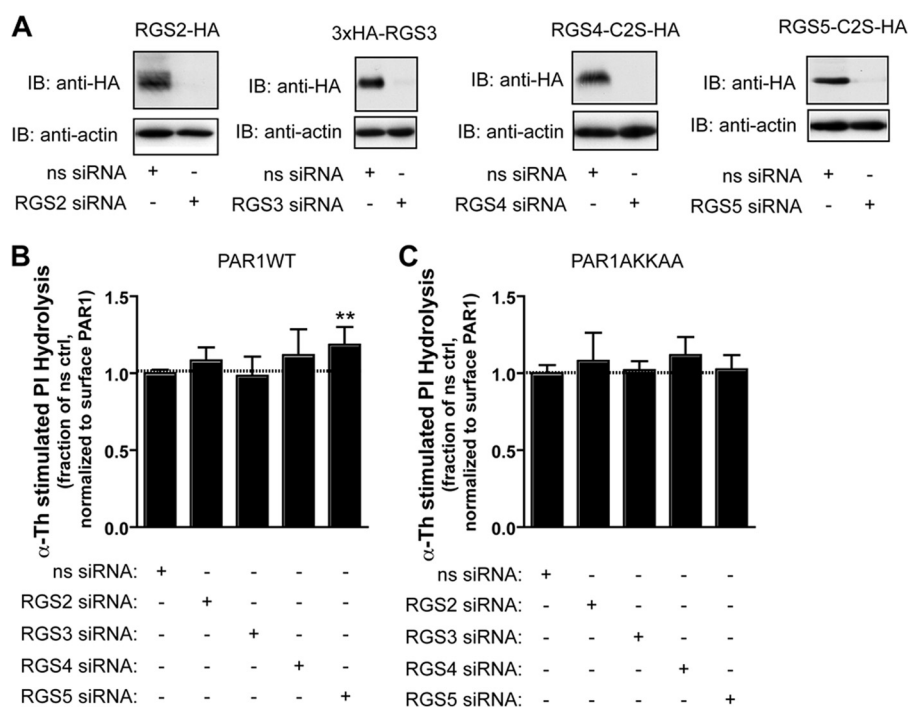 A
RGS2-HA
3xHA-RGS3
RGS4-C2S-HA
RGS5-C2S-HA
IB: anti-HA
IB: anti-HA
IB: anti-HA
IB: anti-HA
IB: anti-actin
IB: anti-actin
IB: anti-actin
IB: anti-actin
ns siRNA + -
ns siRNA + -
ns siRNA + -
ns siRNA + -
RGS2 siRNA - +
RGS3 siRNA - +
RGS4 siRNA - +
RGS5 siRNA - +
B
PAR1WT
α-Th stimulated PI Hydrolysis
(fraction of ns ctrl,
normalized to surface PAR1)
1.5
1.0
0.5
0.0
**
ns siRNA: + - - - -
RGS2 siRNA: - + - - -
RGS3 siRNA: - - + - -
RGS4 siRNA: - - - + -
RGS5 siRNA: - - - - +
C
PAR1AKKAA
α-Th stimulated PI Hydrolysis
(fraction of ns ctrl,
normalized to surface PAR1)
1.5
1.0
0.5
0.0
ns siRNA: + - - - -
RGS2 siRNA: - + - - -
RGS3 siRNA: - - + - -
RGS4 siRNA: - - - + -
RGS5 siRNA: - - - - +